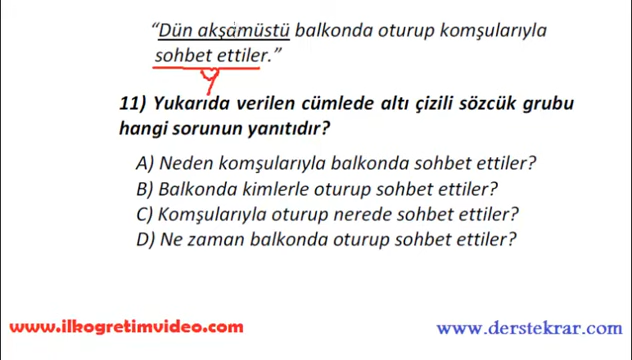 “Dün akşamüstü balkonda oturup komşularıyla
sohbet ettiler.”
Y
11) Yukarıda verilen cümlede altı çizili sözcük grubu
hangi sorunun yanıtıdır?
A) Neden komşularıyla balkonda sohbet ettiler?
B) Balkonda kimlerle oturup sohbet ettiler?
C) Komşularıyla oturup nerede sohbet ettiler?
D) Ne zaman balkonda oturup sohbet ettiler?
www.ilkogretimvideo.com www.derstekrar.com